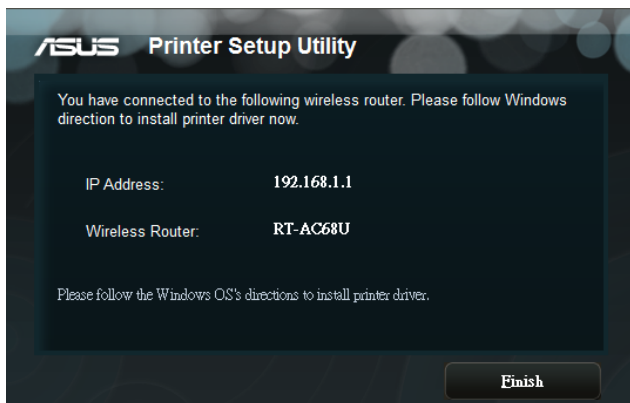 ASUS Printer Setup Utility
You have connected to the following wireless router. Please follow Windows
direction to install printer driver now.
IP Address: 192.168.1.1
Wireless Router: RT-AC68U
Please follow the Windows OS's directions to install printer driver.
Finish